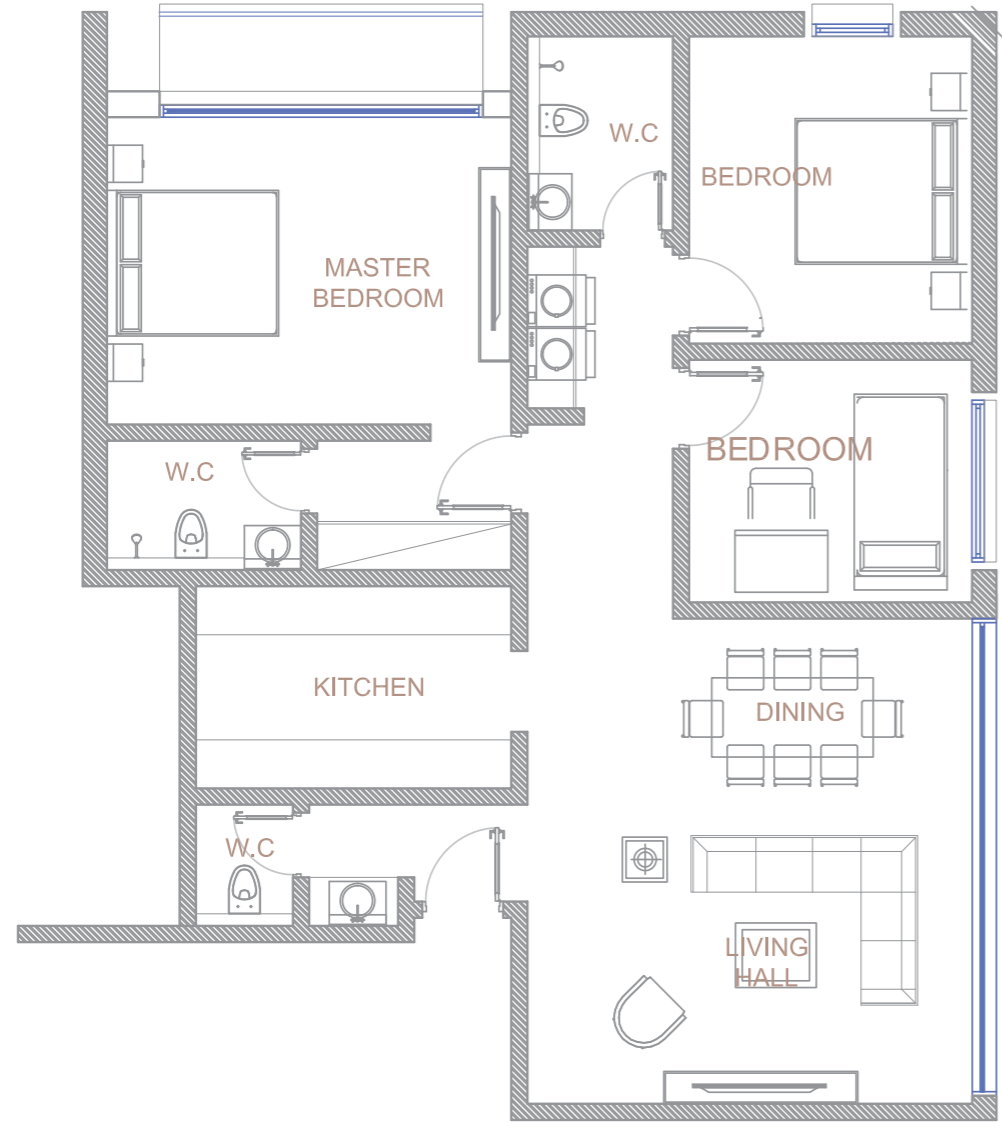 W.C
BEDROOM
MASTER
BEDROOM
BEDROOM
W.C
KITCHEN
DINING
W.C
LIVING
HALL